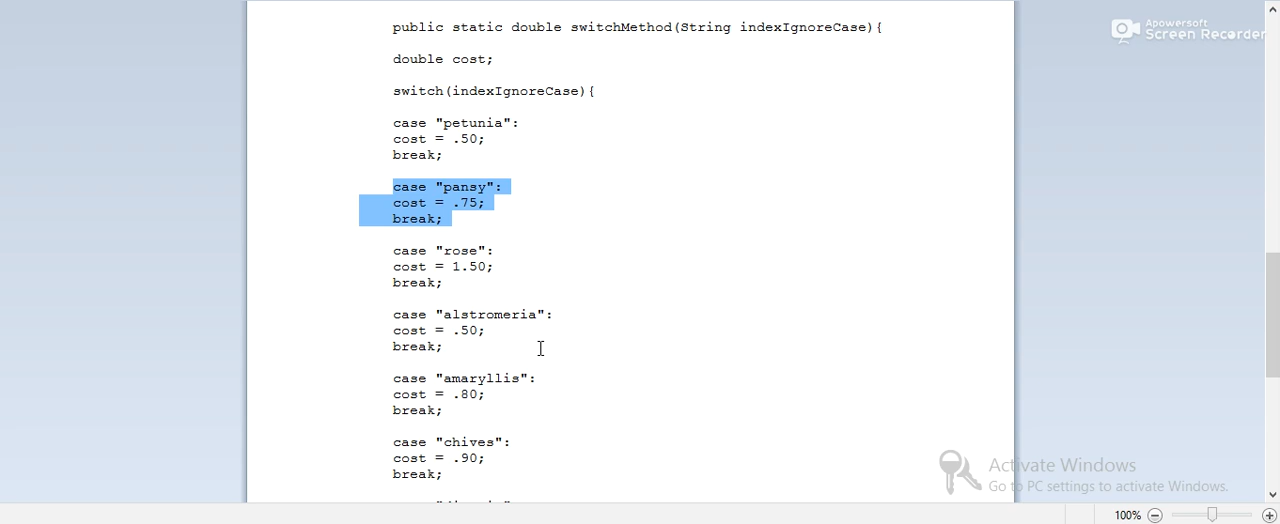 public static double switchMethod(String indexIgnoreCase){
double cost;
switch(indexIgnoreCase){
case "petunia":
cost = .50;
break;
case "pansy":
cost = .75;
break;
case "rose":
cost = 1.50;
break;
case "alstromeria":
cost = .50;
break;
case "amaryllis":
cost = .80;
break;
case "chives":
cost = .90;
break;
Apowersoft
Screen Recorder
Activate Windows
Go to PC settings to activate Windows.
100%